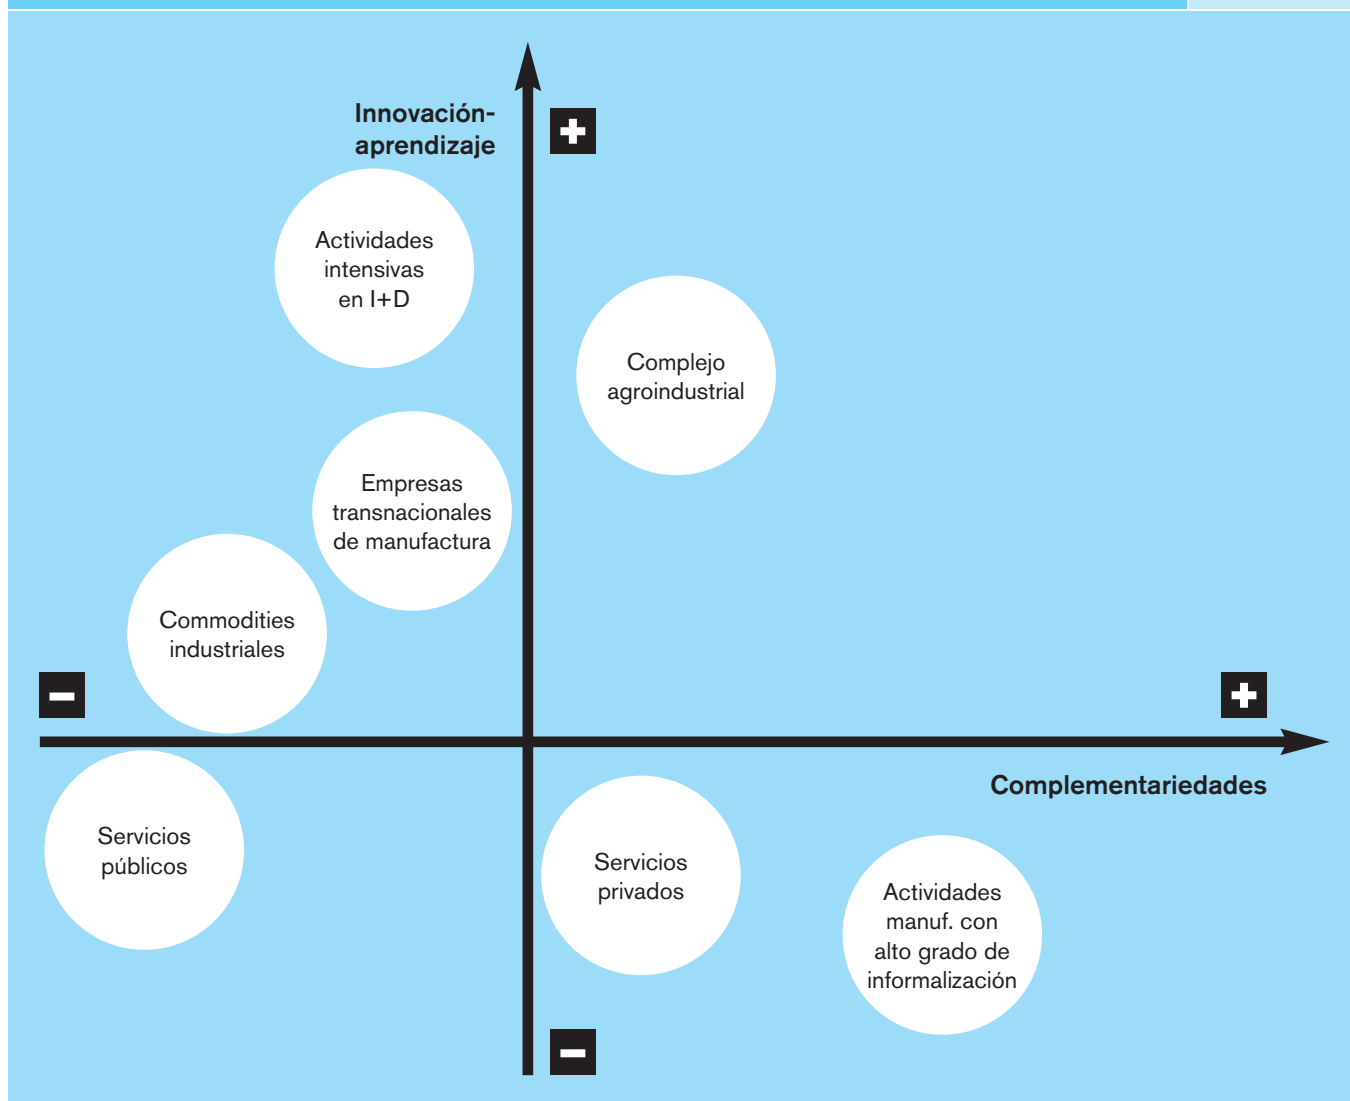 Innovación-
aprendizaje
+
Actividades
intensivas
en I+D
Complejo
agroindustrial
Empresas
transnacionales
de manufactura
Commodities
industriales
−
+
Complementariedades
Servicios
públicos
Servicios
privados
Actividades
manuf. con
alto grado de
informalización
−